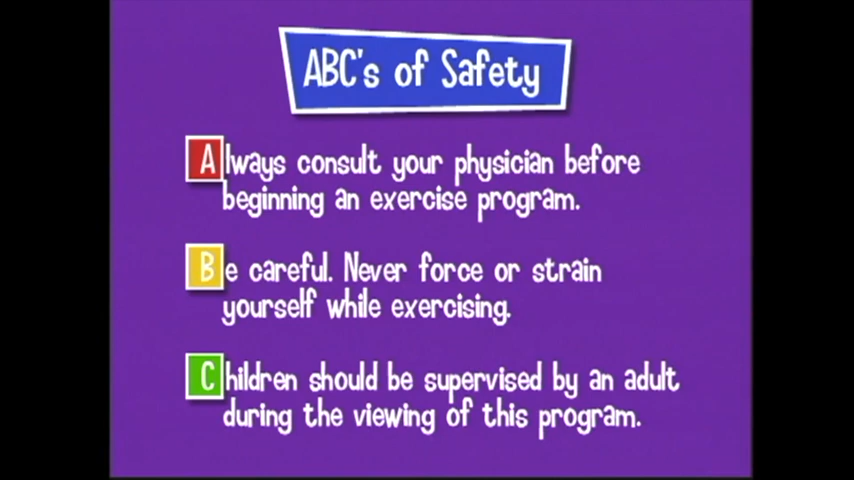 ABC's of Safety
Always consult your physician before
beginning an exercise program.
Be careful. Never force or strain
yourself while exercising.
Children should be supervised by an adult
during the viewing of this program.